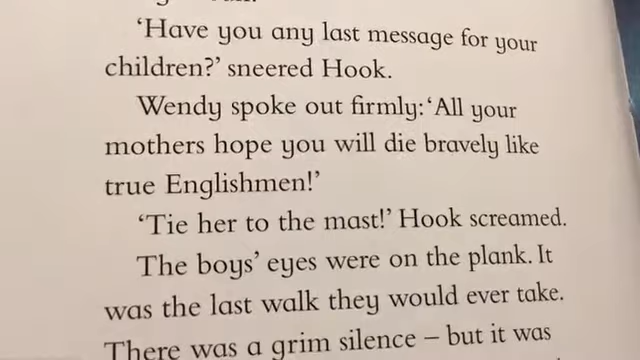 ‘Have you any last message for your
children?’ sneered Hook.
Wendy spoke out firmly: ‘All your
mothers hope you will die bravely like
true Englishmen!’
‘Tie her to the mast!’ Hook screamed.
The boys’ eyes were on the plank. It
was the last walk they would ever take.
There was a grim silence – but it was